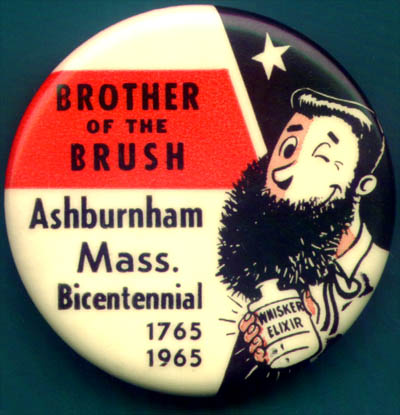 BROTHER
OF THE
BRUSH
Ashburnham
Mass.
Bicentennial
1765
1965
WHISKER
ELIXIR